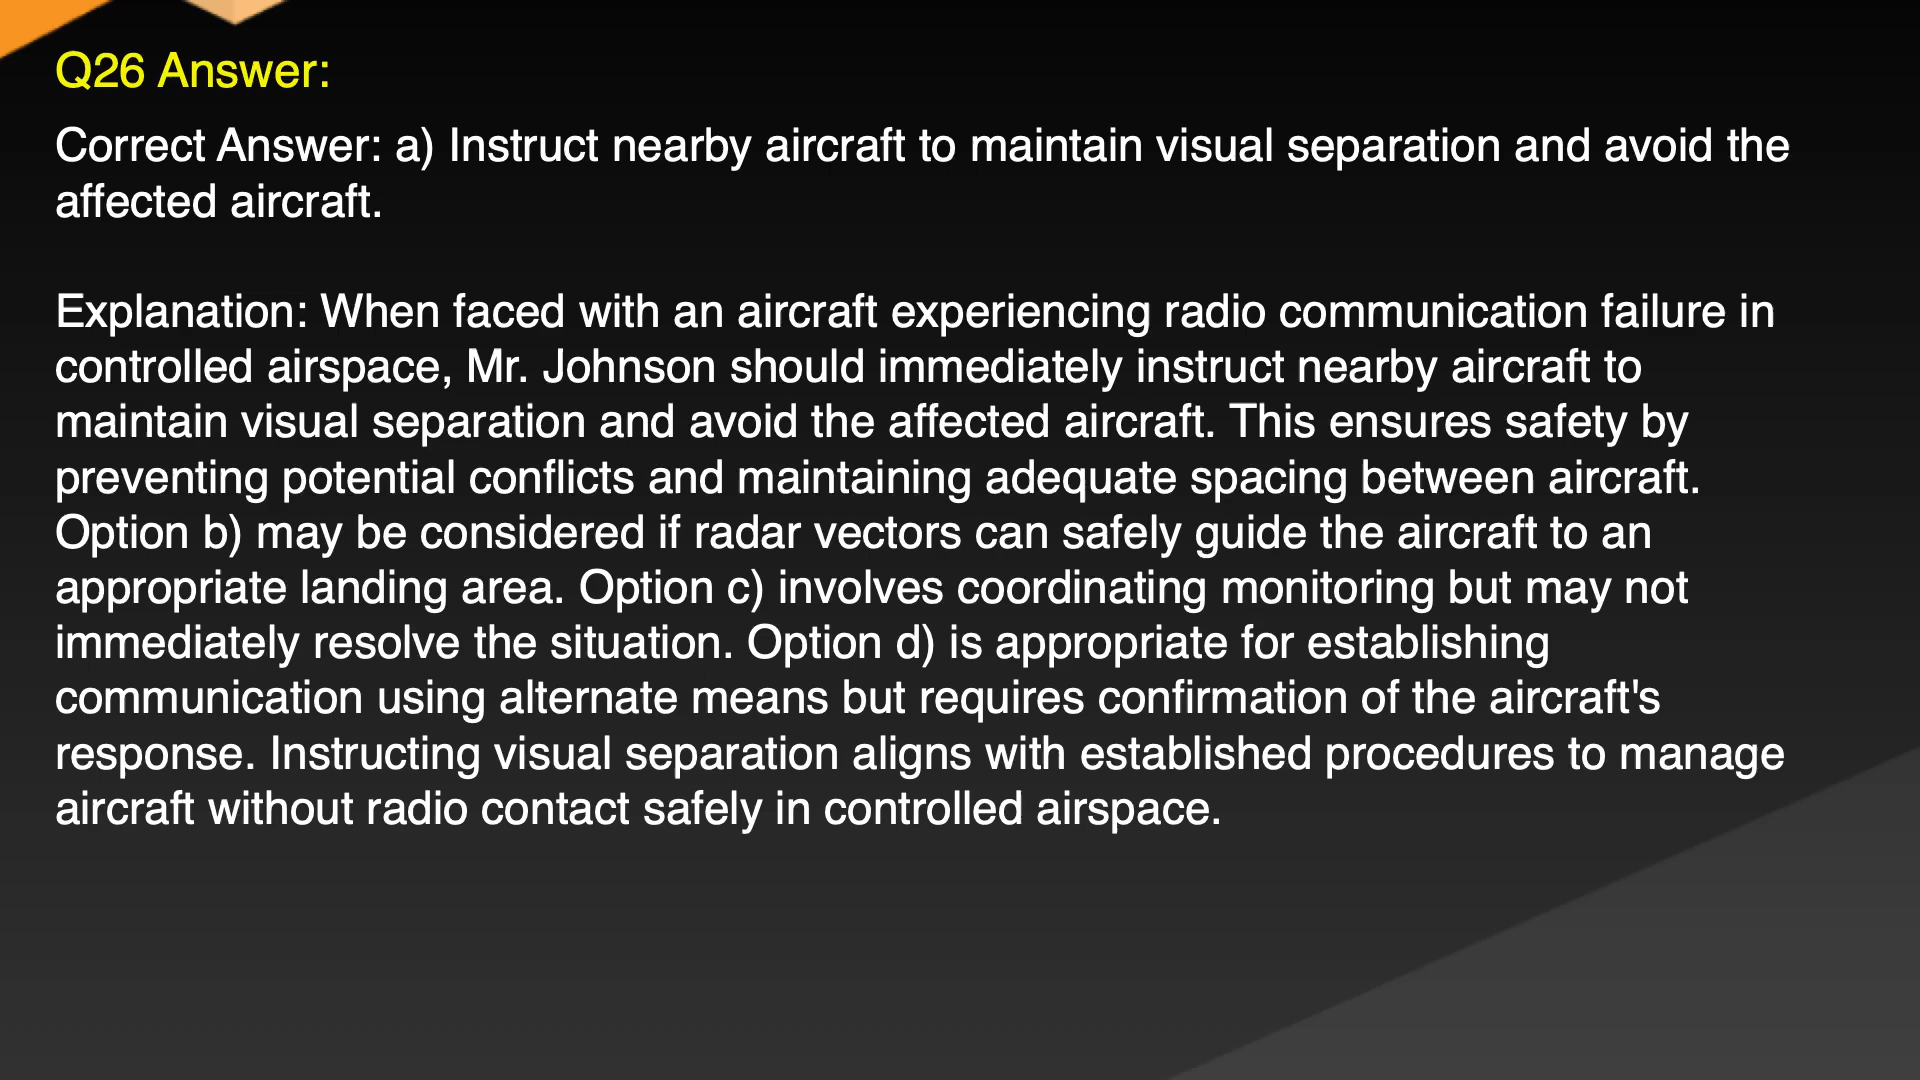 Q26 Answer:
Correct Answer: a) Instruct nearby aircraft to maintain visual separation and avoid the
affected aircraft.
Explanation: When faced with an aircraft experiencing radio communication failure in
controlled airspace, Mr. Johnson should immediately instruct nearby aircraft to
maintain visual separation and avoid the affected aircraft. This ensures safety by
preventing potential conflicts and maintaining adequate spacing between aircraft.
Option b) may be considered if radar vectors can safely guide the aircraft to an
appropriate landing area. Option c) involves coordinating monitoring but may not
immediately resolve the situation. Option d) is appropriate for establishing
communication using alternate means but requires confirmation of the aircraft's
response. Instructing visual separation aligns with established procedures to manage
aircraft without radio contact safely in controlled airspace.